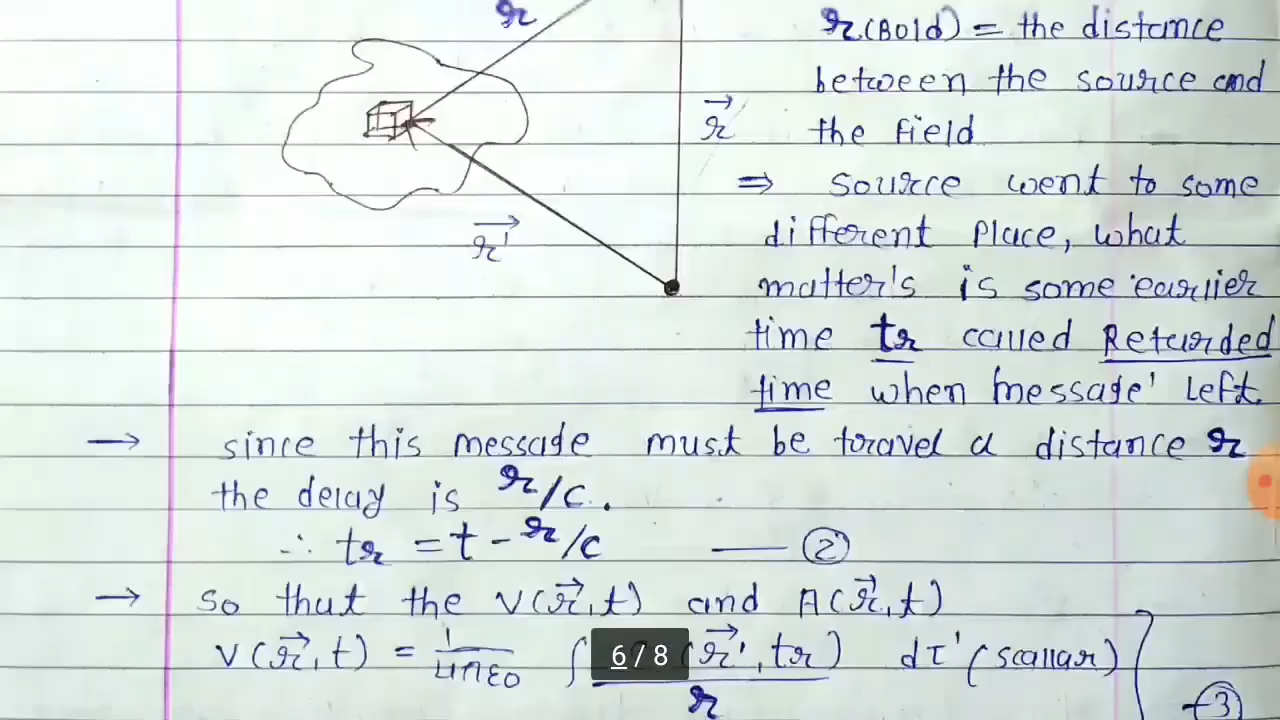 r
r(Bold) = the distance
between the source and
r⃗ the field
⇒ source went to some
different place, what
r⃗'
matter's is some earlier
time tr called Retarded
time when message' left.
→ since this message must be travel a distance r
the delay is r/c.
∴ tr = t - r/c —— ②
→ so that the V(r⃗,t) and A(r⃗,t)
V(r⃗,t) = 1/4πε0 ∫ (r⃗', tr) / r dτ' (scallar)
6 / 8
③